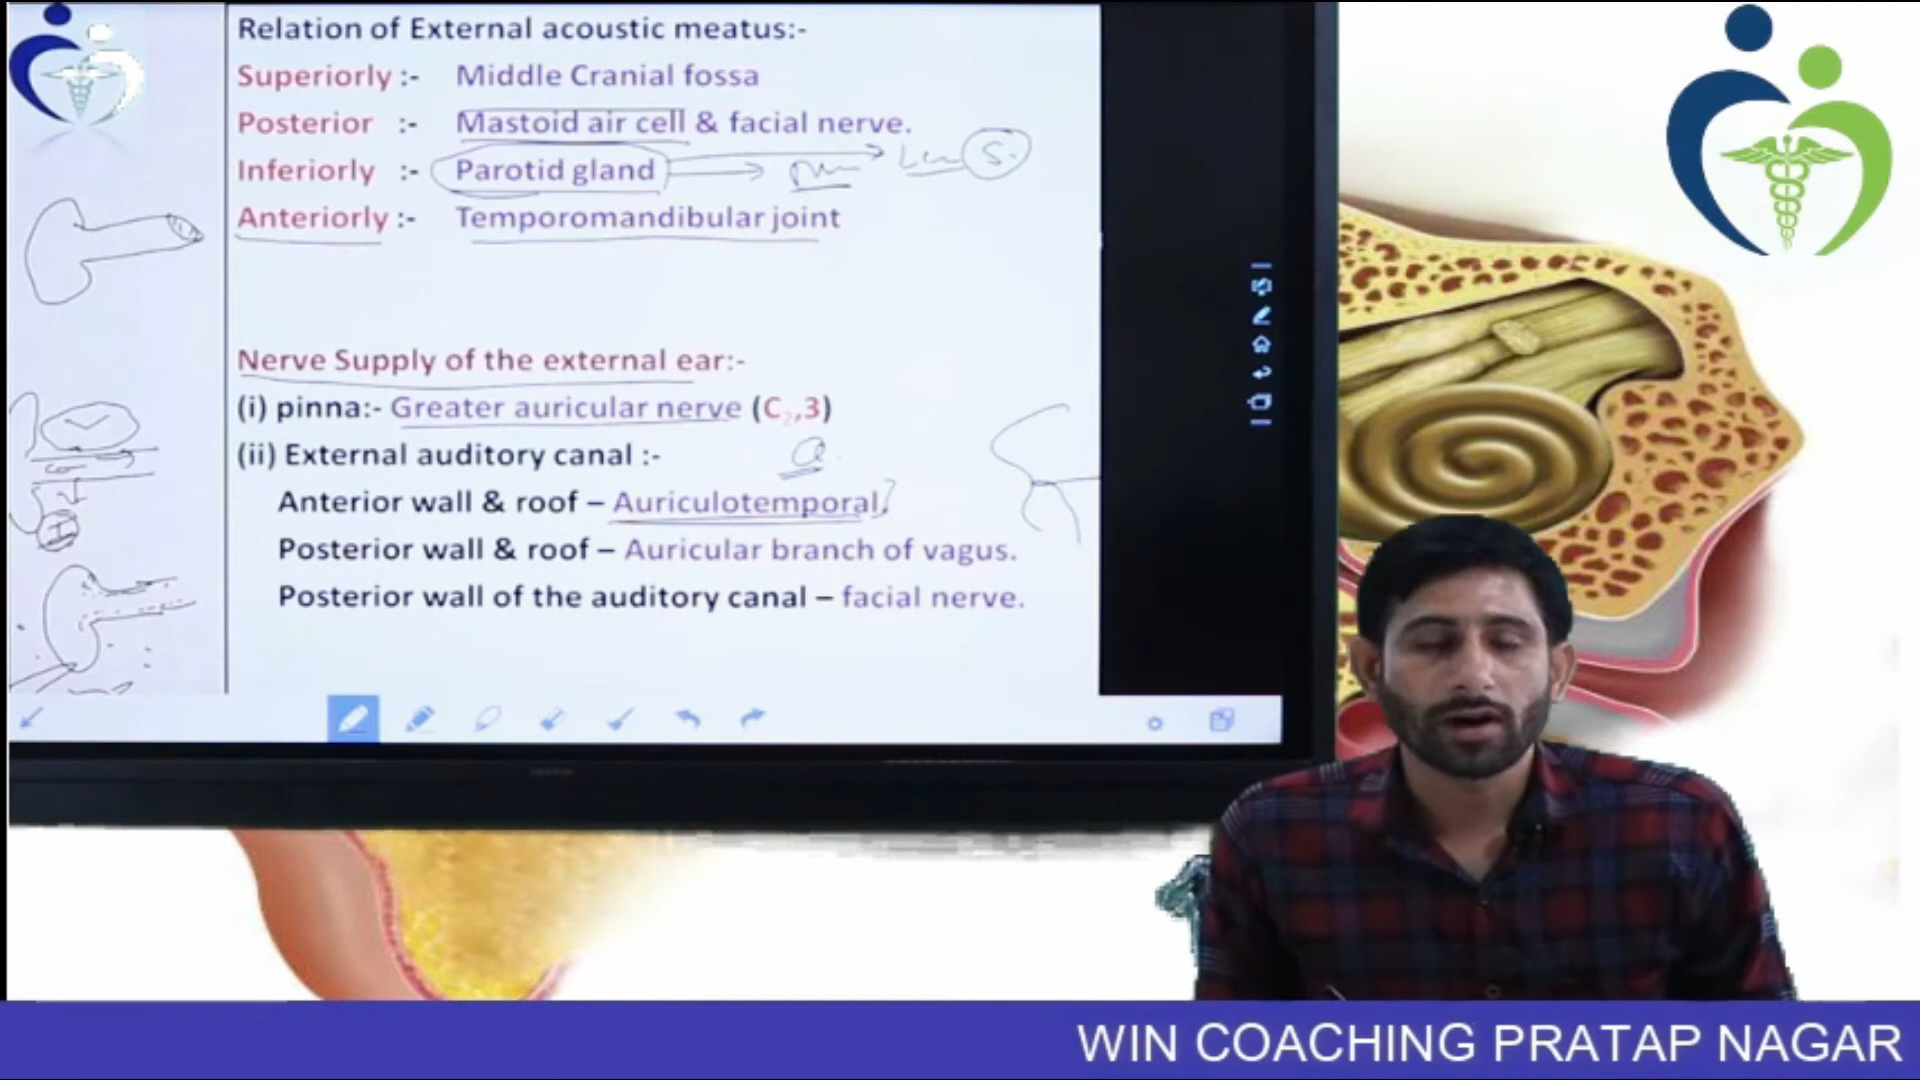 Relation of External acoustic meatus:-
Superiorly :- Middle Cranial fossa
Posterior :- Mastoid air cell & facial nerve.
Inferiorly :- Parotid gland
Anteriorly :- Temporomandibular joint
Nerve Supply of the external ear:-
(i) pinna:- Greater auricular nerve (C2,3)
(ii) External auditory canal :-
Anterior wall & roof – Auriculotemporal,
Posterior wall & roof – Auricular branch of vagus.
Posterior wall of the auditory canal – facial nerve.
WIN COACHING PRATAP NAGAR